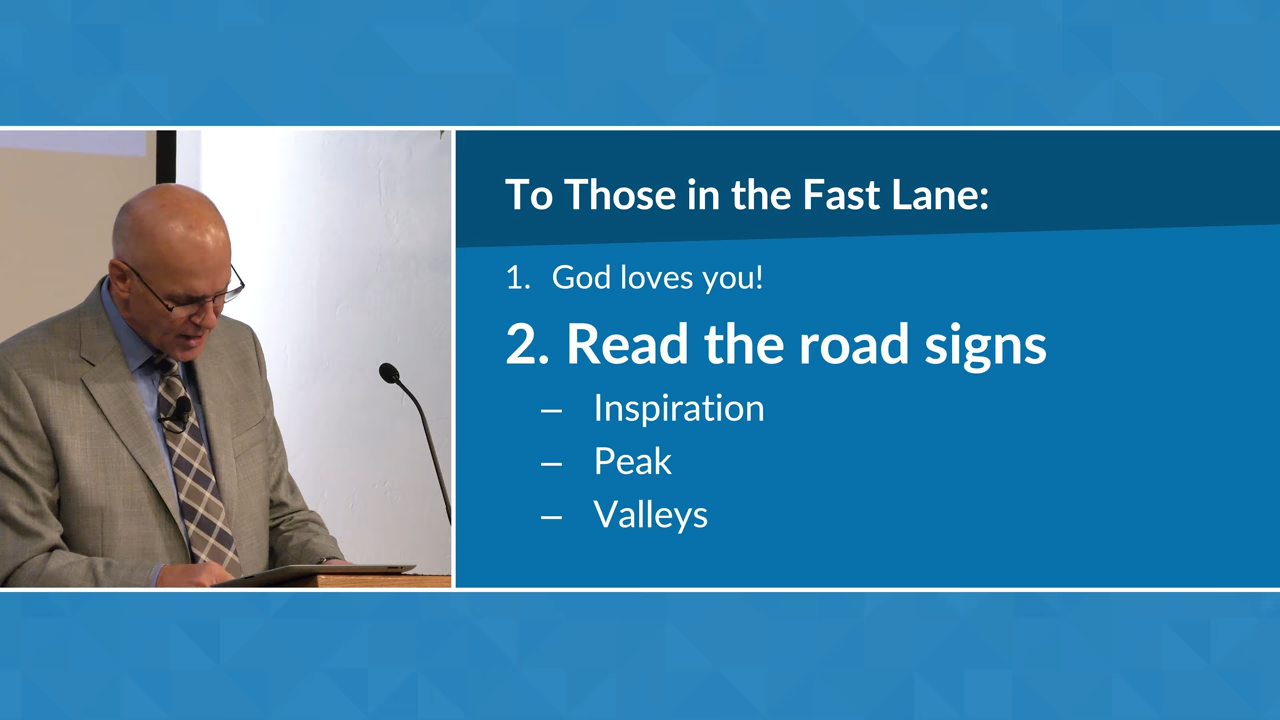 To Those in the Fast Lane:
1. God loves you!
2. Read the road signs
– Inspiration
– Peak
– Valleys